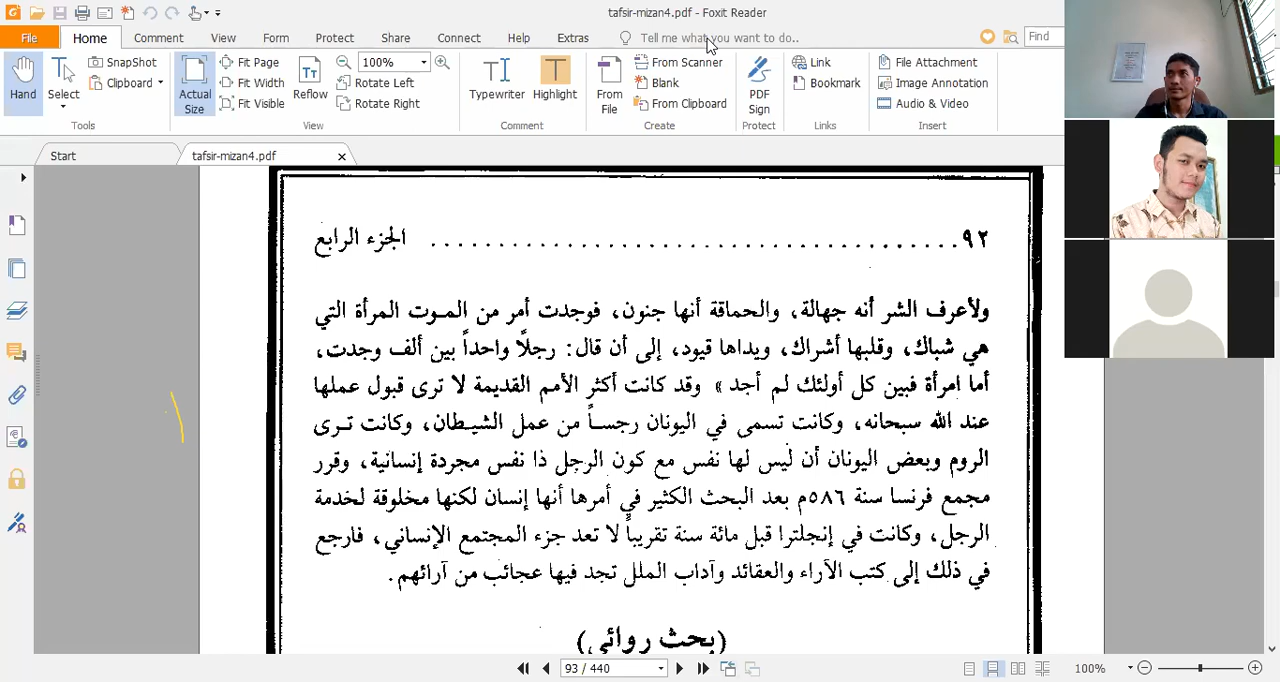 tafsir-mizan4.pdf - Foxit Reader
File Home Comment View Form Protect Share Connect Help Extras Tell me what you want to do.. Find
Hand
Select
SnapShot
Clipboard
Actual Size
Fit Page
Fit Width
Fit Visible
Reflow
100%
Rotate Left
Rotate Right
Typewriter
Highlight
From File
From Scanner
Blank
From Clipboard
PDF Sign
Link
Bookmark
File Attachment
Image Annotation
Audio & Video
Tools View Comment Create Protect Links Insert
Start tafsir-mizan4.pdf
٩٢ الجزء الرابع
ولأعرف الشر أنه جهالة، والحماقة أنها جنون، فوجدت أمر من الموت المرأة التي
هي شباك، وقلبها أشراك، ويداها قيود، إلى أن قال: رجلاً واحداً بين ألف وجدت،
أما امرأة فبين كل أولئك لم أجد » وقد كانت أكثر الأمم القديمة لا ترى قبول عملها
عند الله سبحانه، وكانت تسمى في اليونان رجساً من عمل الشيطان، وكانت ترى
الروم وبعض اليونان أن ليس لها نفس مع كون الرجل ذا نفس مجردة إنسانية، وقرر
مجمع فرنسا سنة ٥٨٦م بعد البحث الكثير في أمرها أنها إنسان لكنها مخلوقة لخدمة
الرجل، وكانت في إنجلترا قبل مائة سنة تقريباً لا تعد جزء المجتمع الإنساني، فارجع
في ذلك إلى كتب الآراء والعقائد وآداب الملل تجد فيها عجائب من آرائهم.
(بحث روائي)
93 / 440
100%